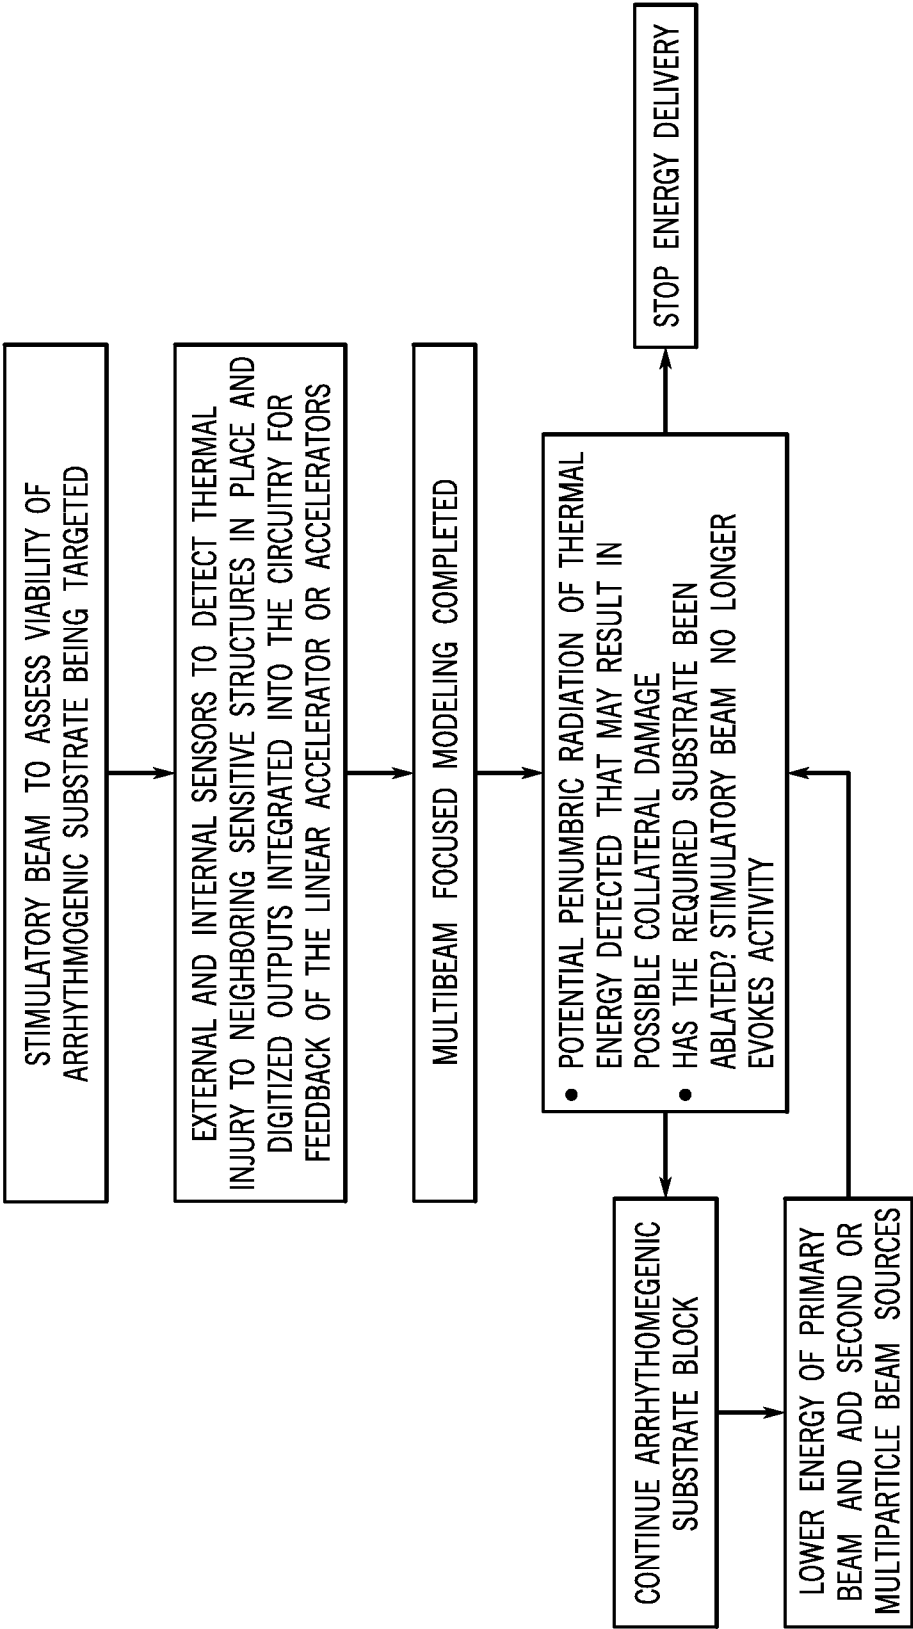 STIMULATORY BEAM TO ASSESS VIABILITY OF
ARRHYTHMOGENIC SUBSTRATE BEING TARGETED
EXTERNAL AND INTERNAL SENSORS TO DETECT THERMAL
INJURY TO NEIGHBORING SENSITIVE STRUCTURES IN PLACE AND
DIGITIZED OUTPUTS INTEGRATED INTO THE CIRCUITRY FOR
FEEDBACK OF THE LINEAR ACCELERATOR OR ACCELERATORS
MULTIBEAM FOCUSED MODELING COMPLETED
• POTENTIAL PENUMBRIC RADIATION OF THERMAL
ENERGY DETECTED THAT MAY RESULT IN
POSSIBLE COLLATERAL DAMAGE
• HAS THE REQUIRED SUBSTRATE BEEN
ABLATED? STIMULATORY BEAM NO LONGER
EVOKES ACTIVITY
CONTINUE ARRHYTHOMEGENIC
SUBSTRATE BLOCK
STOP ENERGY DELIVERY
LOWER ENERGY OF PRIMARY
BEAM AND ADD SECOND OR
MULTIPARTICLE BEAM SOURCES